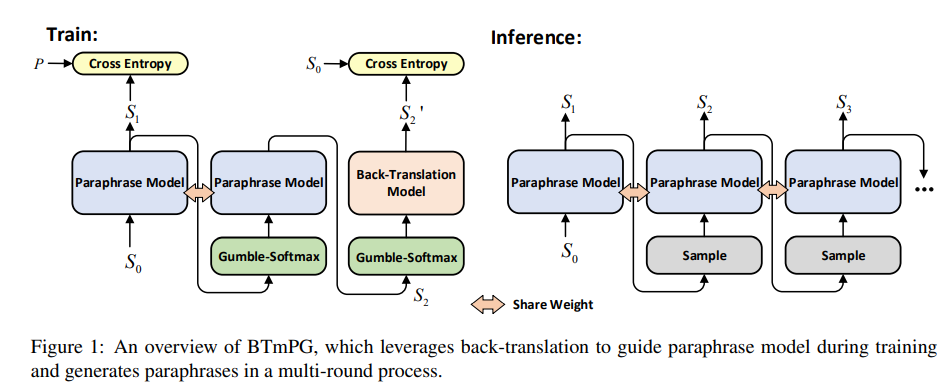 Train:
Inference:
P
Cross Entropy
S0
Cross Entropy
S1
S2'
S1
S2
S3
Paraphrase Model
Paraphrase Model
Back-Translation
Model
Paraphrase Model
Paraphrase Model
Paraphrase Model
...
S0
Gumble-Softmax
Gumble-Softmax
S0
Sample
Sample
S2
Share Weight
Figure 1: An overview of BTmPG, which leverages back-translation to guide paraphrase model during training
and generates paraphrases in a multi-round process.